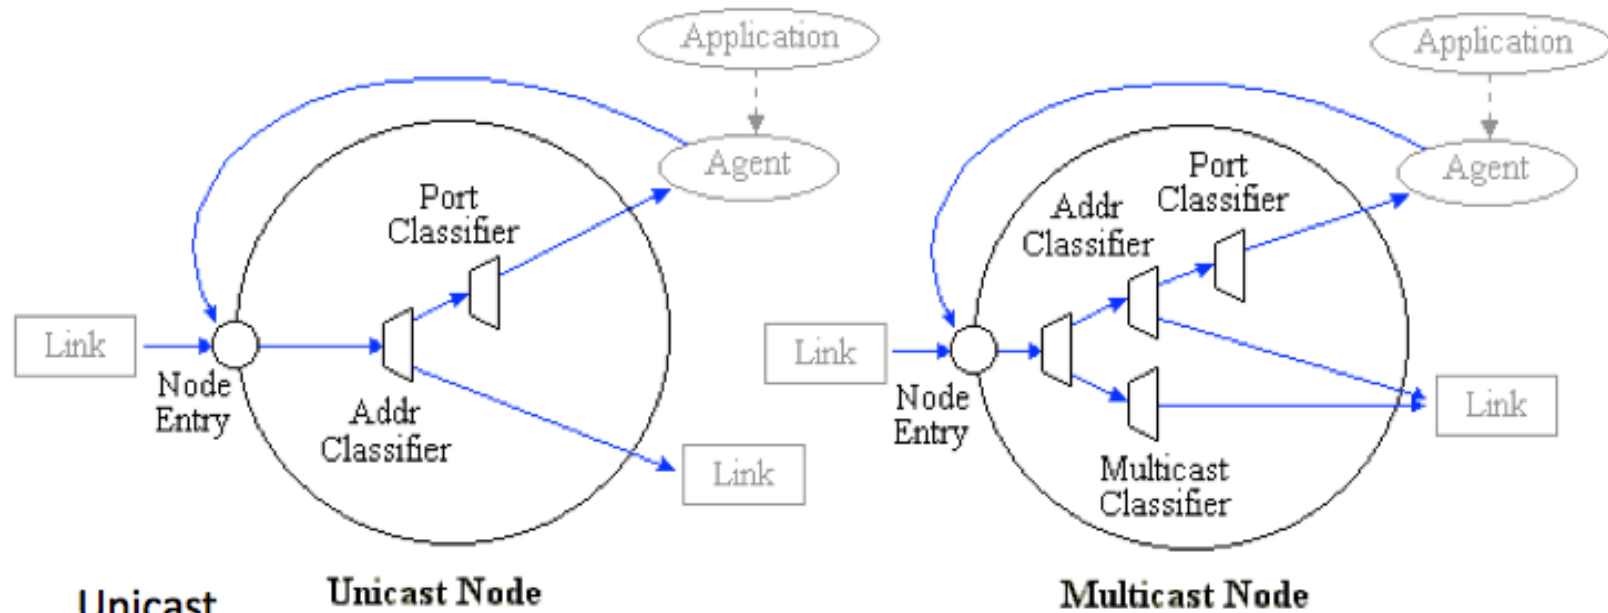 Application
Agent
Port
Classifier
Link
Node
Entry
Addr
Classifier
Link
Unicast Node
Unicast
Application
Agent
Port
Classifier
Addr
Classifier
Link
Node
Entry
Link
Multicast
Classifier
Multicast Node